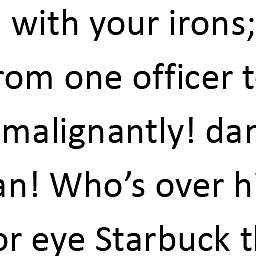 with your irons;
rom one officer t
malignantly! dar
an! Who’s over h
or eye Starbuck th